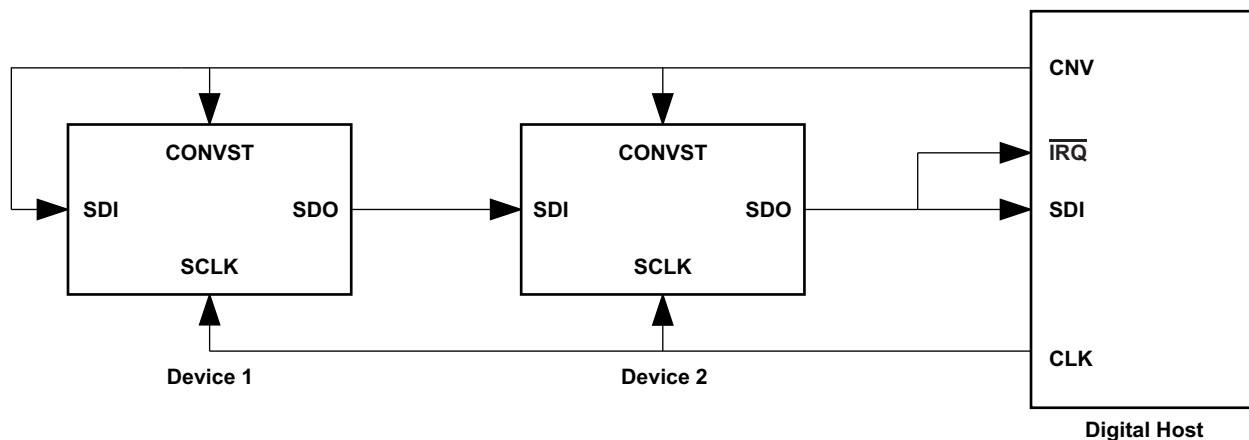 CNV
CONVST
CONVST
IRQ
SDI
SDO
SDI
SDO
SDI
SCLK
SCLK
CLK
Device 1
Device 2
Digital Host